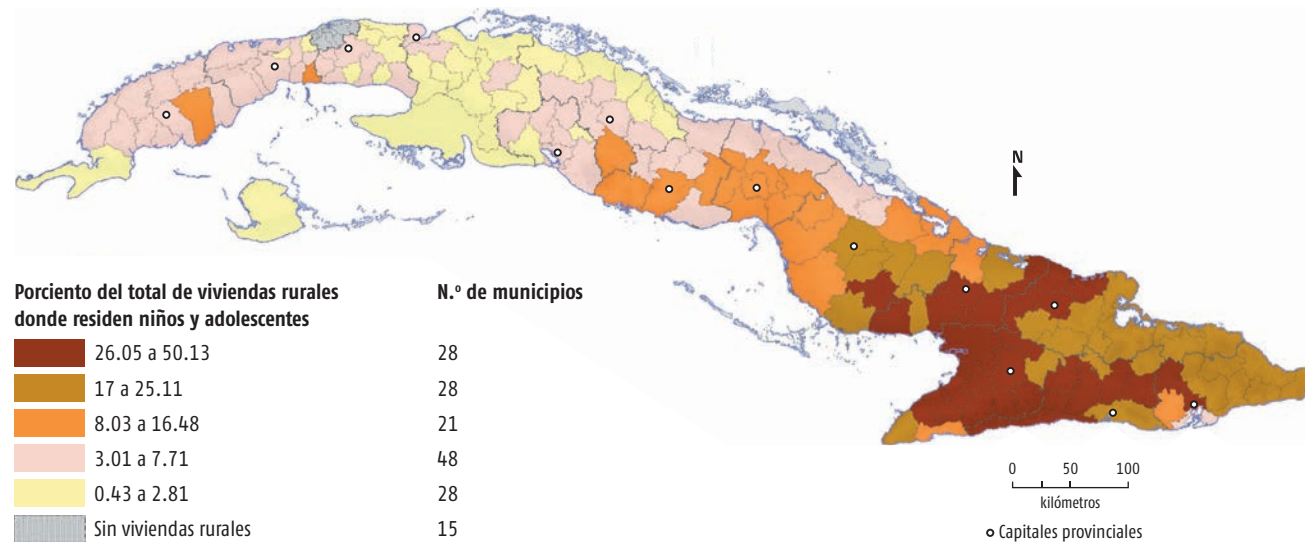 N
Porciento del total de viviendas rurales
donde residen niños y adolescentes
N.º de municipios
26.05 a 50.13 28
17 a 25.11 28
8.03 a 16.48 21
3.01 a 7.71 48
0.43 a 2.81 28
Sin viviendas rurales 15
0 50 100
kilómetros
Capitales provinciales